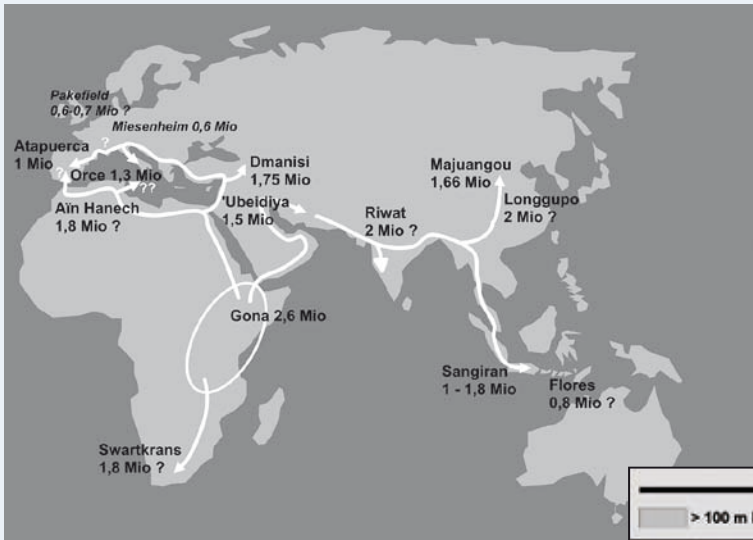 Pakefield
0,6-0,7 Mio ?
Miesenheim 0,6 Mio
?
Atapuerca
1 Mio
?
Orce 1,3 Mio
??
Aïn Hanech
1,8 Mio ?
Dmanisi
1,75 Mio
'Ubeidiya
1,5 Mio
Majuangou
1,66 Mio
Longgupo
2 Mio ?
Riwat
2 Mio ?
Gona 2,6 Mio
Sangiran
1 - 1,8 Mio
Flores
0,8 Mio ?
Swartkrans
1,8 Mio ?
> 100 m